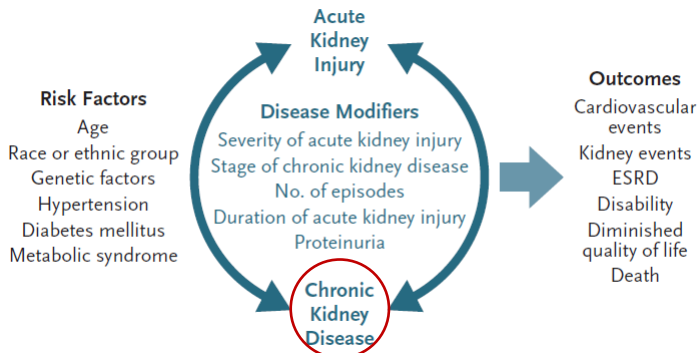 Acute
Kidney
Injury
Risk Factors
Age
Race or ethnic group
Genetic factors
Hypertension
Diabetes mellitus
Metabolic syndrome
Disease Modifiers
Severity of acute kidney injury
Stage of chronic kidney disease
No. of episodes
Duration of acute kidney injury
Proteinuria
Chronic
Kidney
Disease
Outcomes
Cardiovascular
events
Kidney events
ESRD
Disability
Diminished
quality of life
Death